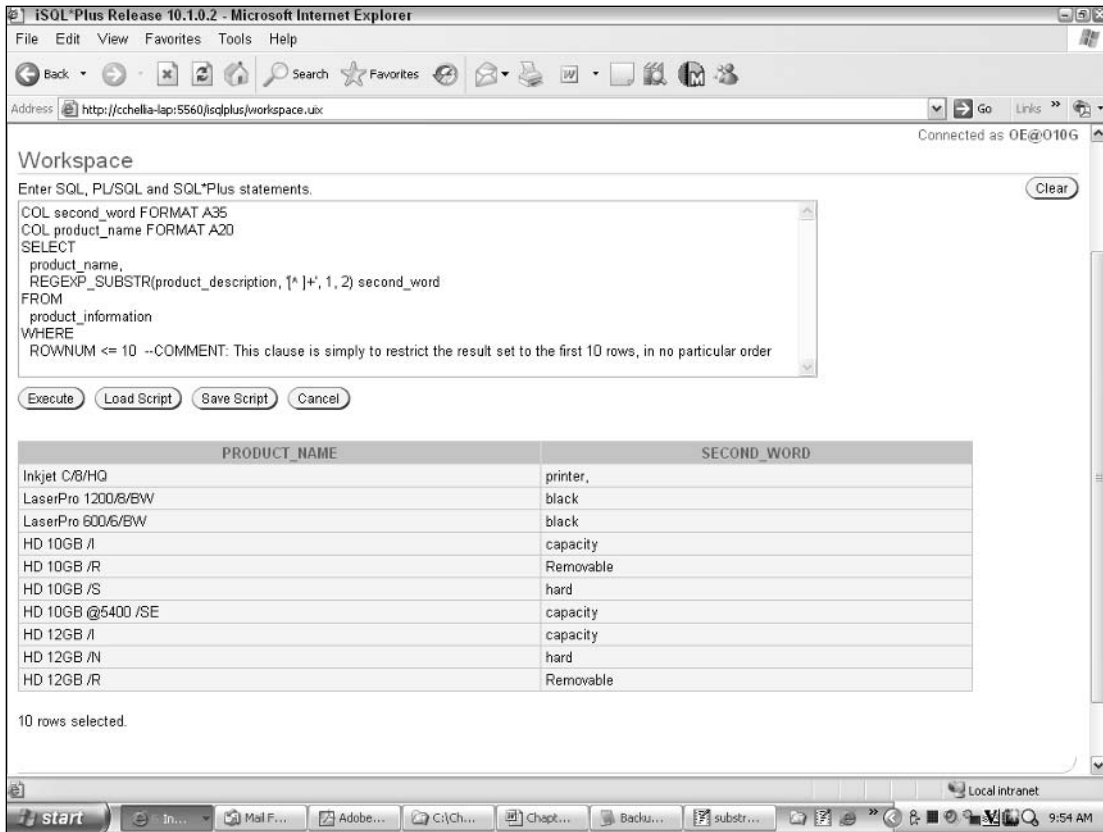 iSQL*Plus Release 10.1.0.2 - Microsoft Internet Explorer
File Edit View Favorites Tools Help
Back Search Favorites
Address http://cchellia-lap:5560/isqlplus/workspace.uix Go Links »
Connected as OE@O10G
Workspace
Enter SQL, PL/SQL and SQL*Plus statements. Clear
COL second_word FORMAT A35
COL product_name FORMAT A20
SELECT
product_name,
REGEXP_SUBSTR(product_description, '[^ ]+', 1, 2) second_word
FROM
product_information
WHERE
ROWNUM <= 10 --COMMENT: This clause is simply to restrict the result set to the first 10 rows, in no particular order
Execute Load Script Save Script Cancel
PRODUCT_NAME SECOND_WORD
Inkjet C/8/HQ printer,
LaserPro 1200/8/BW black
LaserPro 600/6/BW black
HD 10GB /I capacity
HD 10GB /R Removable
HD 10GB /S hard
HD 10GB @5400 /SE capacity
HD 12GB /I capacity
HD 12GB /N hard
HD 12GB /R Removable
10 rows selected.
Local intranet
start In... Mail F... Adobe... C:\Ch... Chapt... Backu... substr... » 9:54 AM